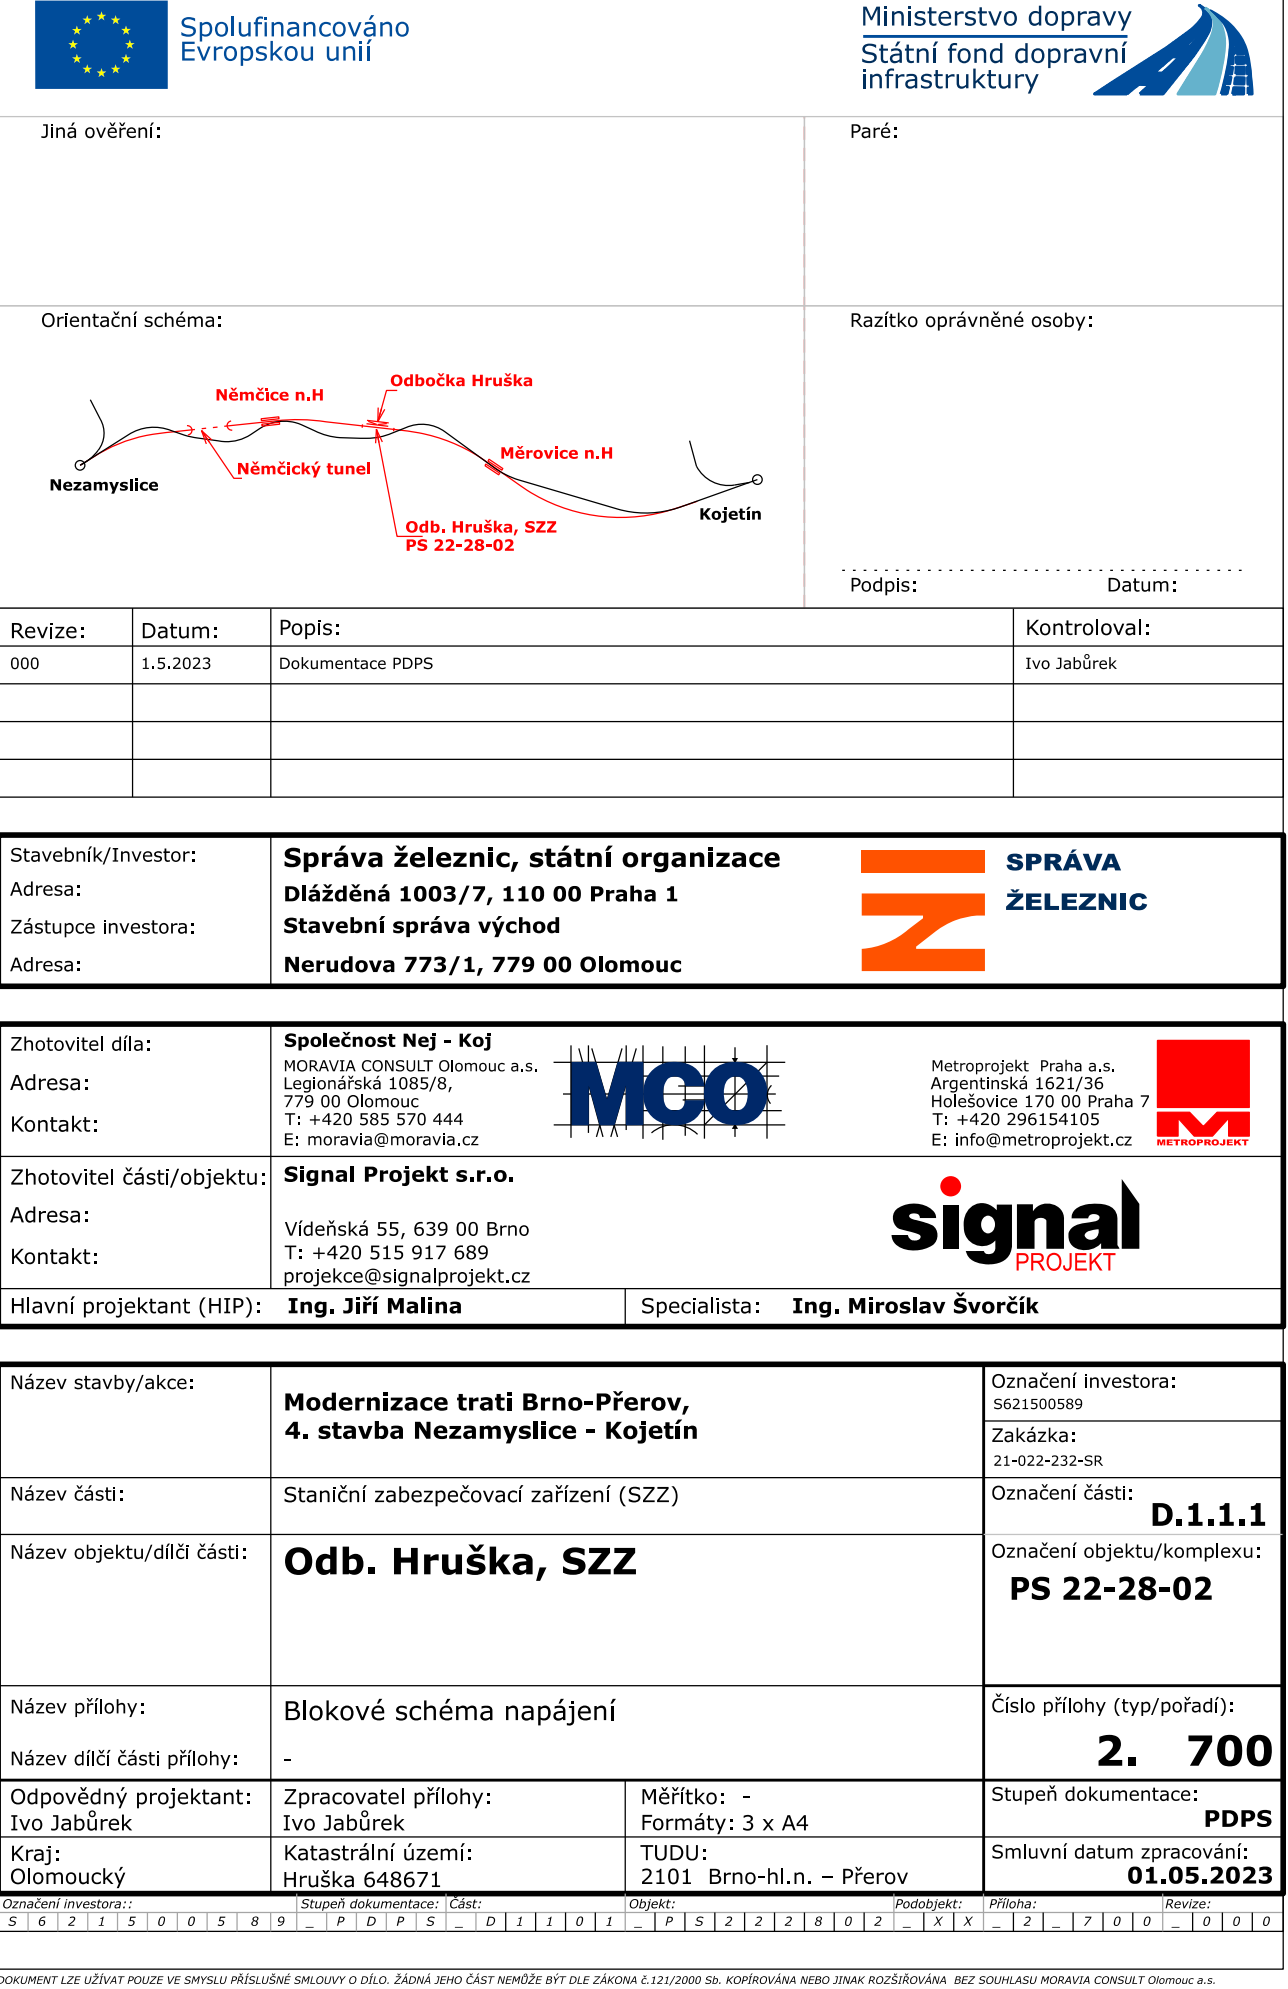 Spolufinancováno
Evropskou unií
Ministerstvo dopravy
Státní fond dopravní
infrastruktury
Jiná ověření:
Paré:
Orientační schéma:
Razítko oprávněné osoby:
Odbočka Hruška
Němčice n.H
Měrovice n.H
Němčický tunel
Nezamyslice
Kojetín
Odb. Hruška, SZZ
PS 22-28-02
Podpis: Datum:
Revize: Datum: Popis: Kontroloval:
000 1.5.2023 Dokumentace PDPS Ivo Jabůrek
Stavebník/Investor: Správa železnic, státní organizace
Adresa: Dlážděná 1003/7, 110 00 Praha 1
Zástupce investora: Stavební správa východ
Adresa: Nerudova 773/1, 779 00 Olomouc
SPRÁVA
ŽELEZNIC
Zhotovitel díla:
Adresa:
Kontakt:
Společnost Nej - Koj
MORAVIA CONSULT Olomouc a.s.
Legionářská 1085/8,
779 00 Olomouc
T: +420 585 570 444
E: moravia@moravia.cz
MCO
Metroprojekt Praha a.s.
Argentinská 1621/36
Holešovice 170 00 Praha 7
T: +420 296154105
E: info@metroprojekt.cz
METROPROJEKT
Zhotovitel části/objektu:
Adresa:
Kontakt:
Signal Projekt s.r.o.
Vídeňská 55, 639 00 Brno
T: +420 515 917 689
projekce@signalprojekt.cz
signal
PROJEKT
Hlavní projektant (HIP): Ing. Jiří Malina Specialista: Ing. Miroslav Švorčík
Název stavby/akce:
Modernizace trati Brno-Přerov,
4. stavba Nezamyslice - Kojetín
Označení investora:
S621500589
Zakázka:
21-022-232-SR
Název části: Staniční zabezpečovací zařízení (SZZ)
Označení části:
D.1.1.1
Název objektu/dílči části: Odb. Hruška, SZZ
Označení objektu/komplexu:
PS 22-28-02
Název přílohy: Blokové schéma napájení
Název dílčí části přílohy: -
Číslo přílohy (typ/pořadí):
2. 700
Odpovědný projektant:
Ivo Jabůrek
Zpracovatel přílohy:
Ivo Jabůrek
Měřítko: -
Formáty: 3 x A4
Stupeň dokumentace:
PDPS
Kraj:
Olomoucký
Katastrální území:
Hruška 648671
TUDU:
2101 Brno-hl.n. – Přerov
Smluvní datum zpracování:
01.05.2023
Označení investora:: Stupeň dokumentace: Část: Objekt: Podobjekt: Příloha: Revize:
S 6 2 1 5 0 0 5 8 9 _ P D P S _ D 1 1 0 1 _ P S 2 2 2 8 0 2 _ X X _ 2 _ 7 0 0 _ 0 0 0
DOKUMENT LZE UŽÍVAT POUZE VE SMYSLU PŘÍSLUŠNÉ SMLOUVY O DÍLO. ŽÁDNÁ JEHO ČÁST NEMŮŽE BÝT DLE ZÁKONA č.121/2000 Sb. KOPÍROVÁNA NEBO JINAK ROZŠIŘOVÁNA BEZ SOUHLASU MORAVIA CONSULT Olomouc a.s.